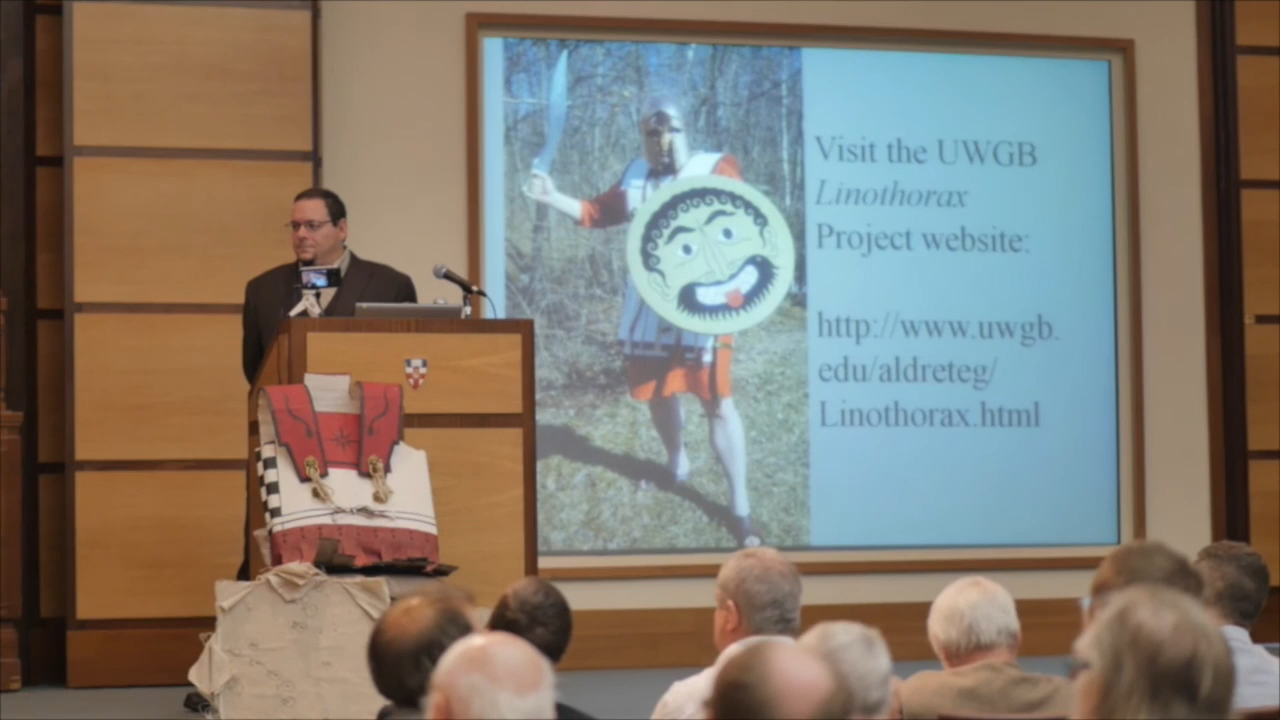 Visit the UWGB
Linothorax
Project website:
http://www.uwgb.
edu/aldreteg/
Linothorax.html